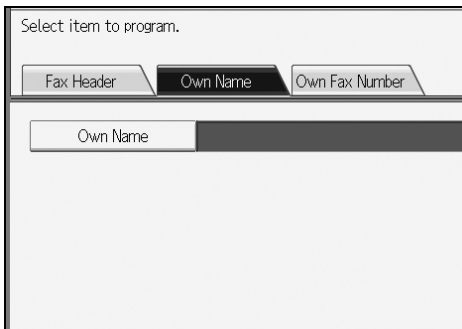 Select item to program.
Fax Header Own Name Own Fax Number
Own Name